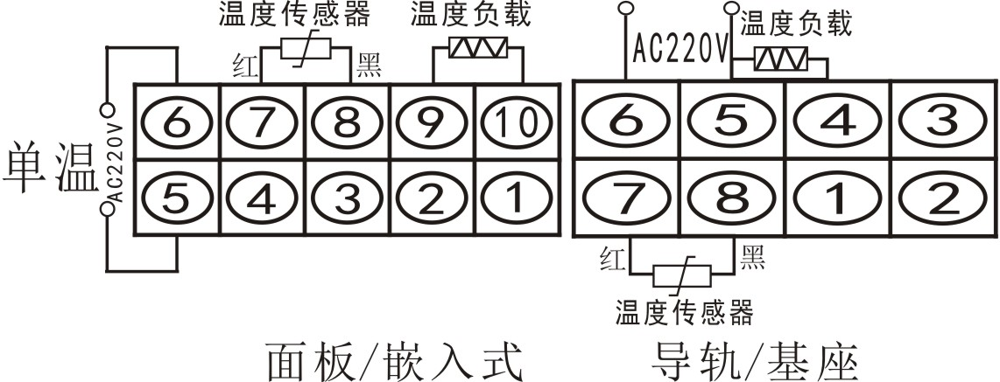 温度传感器 温度负载
红 黑
6 7 8 9 10
5 4 3 2 1
单温
AC220V
面板/嵌入式
AC220V
温度负载
6 5 4 3
7 8 1 2
红 黑
温度传感器
导轨/基座